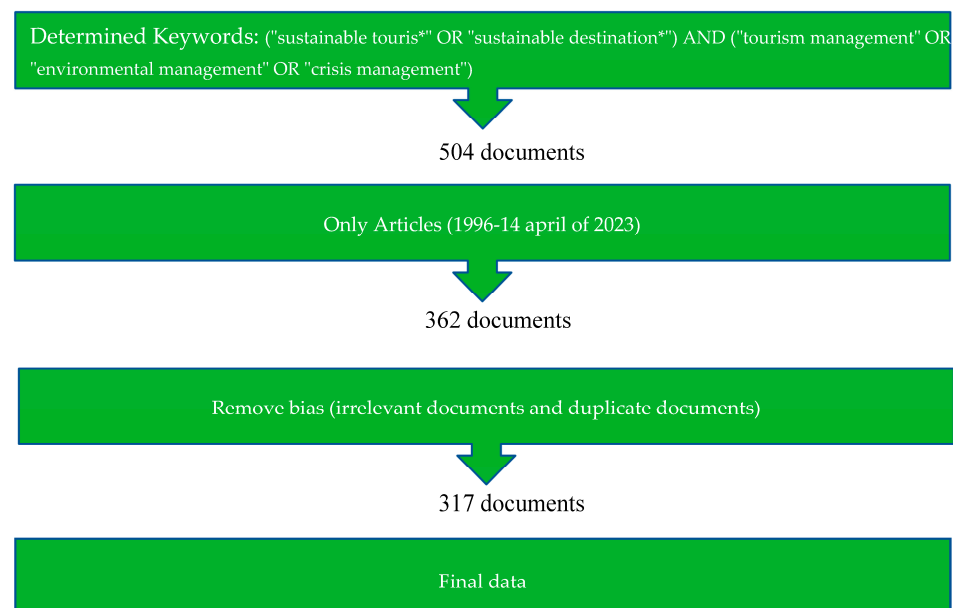 Determined Keywords: ("sustainable touris*" OR "sustainable destination*") AND ("tourism management" OR
"environmental management" OR "crisis management")
504 documents
Only Articles (1996-14 april of 2023)
362 documents
Remove bias (irrelevant documents and duplicate documents)
317 documents
Final data